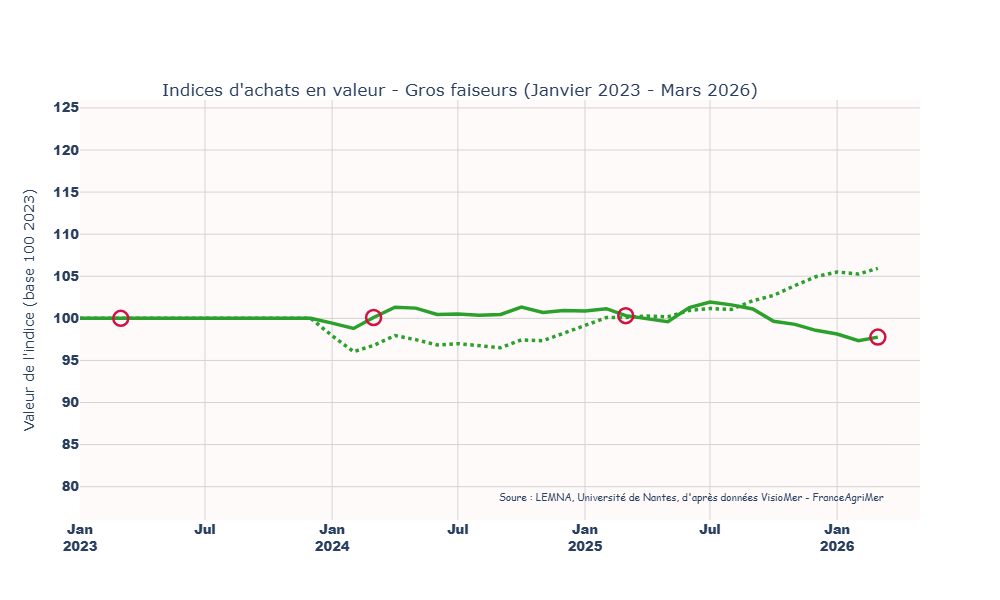 Indices d'achats en valeur - Gros faiseurs (Janvier 2023 - Mars 2026)
Valeur de l'indice (base 100 2023)
125
120
115
110
105
100
95
90
85
80
Soure : LEMNA, Université de Nantes, d'après données VisioMer - FranceAgriMer
Jan Jul Jan Jul Jan Jul Jan
2023 2024 2025 2026